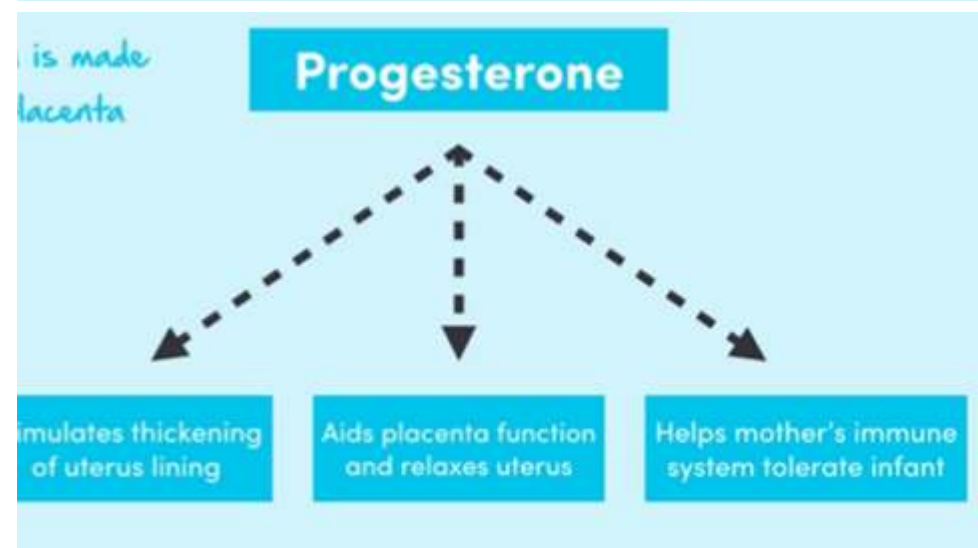 is made
lacenta
Progesterone
imulates thickening
of uterus lining
Aids placenta function
and relaxes uterus
Helps mother's immune
system tolerate infant